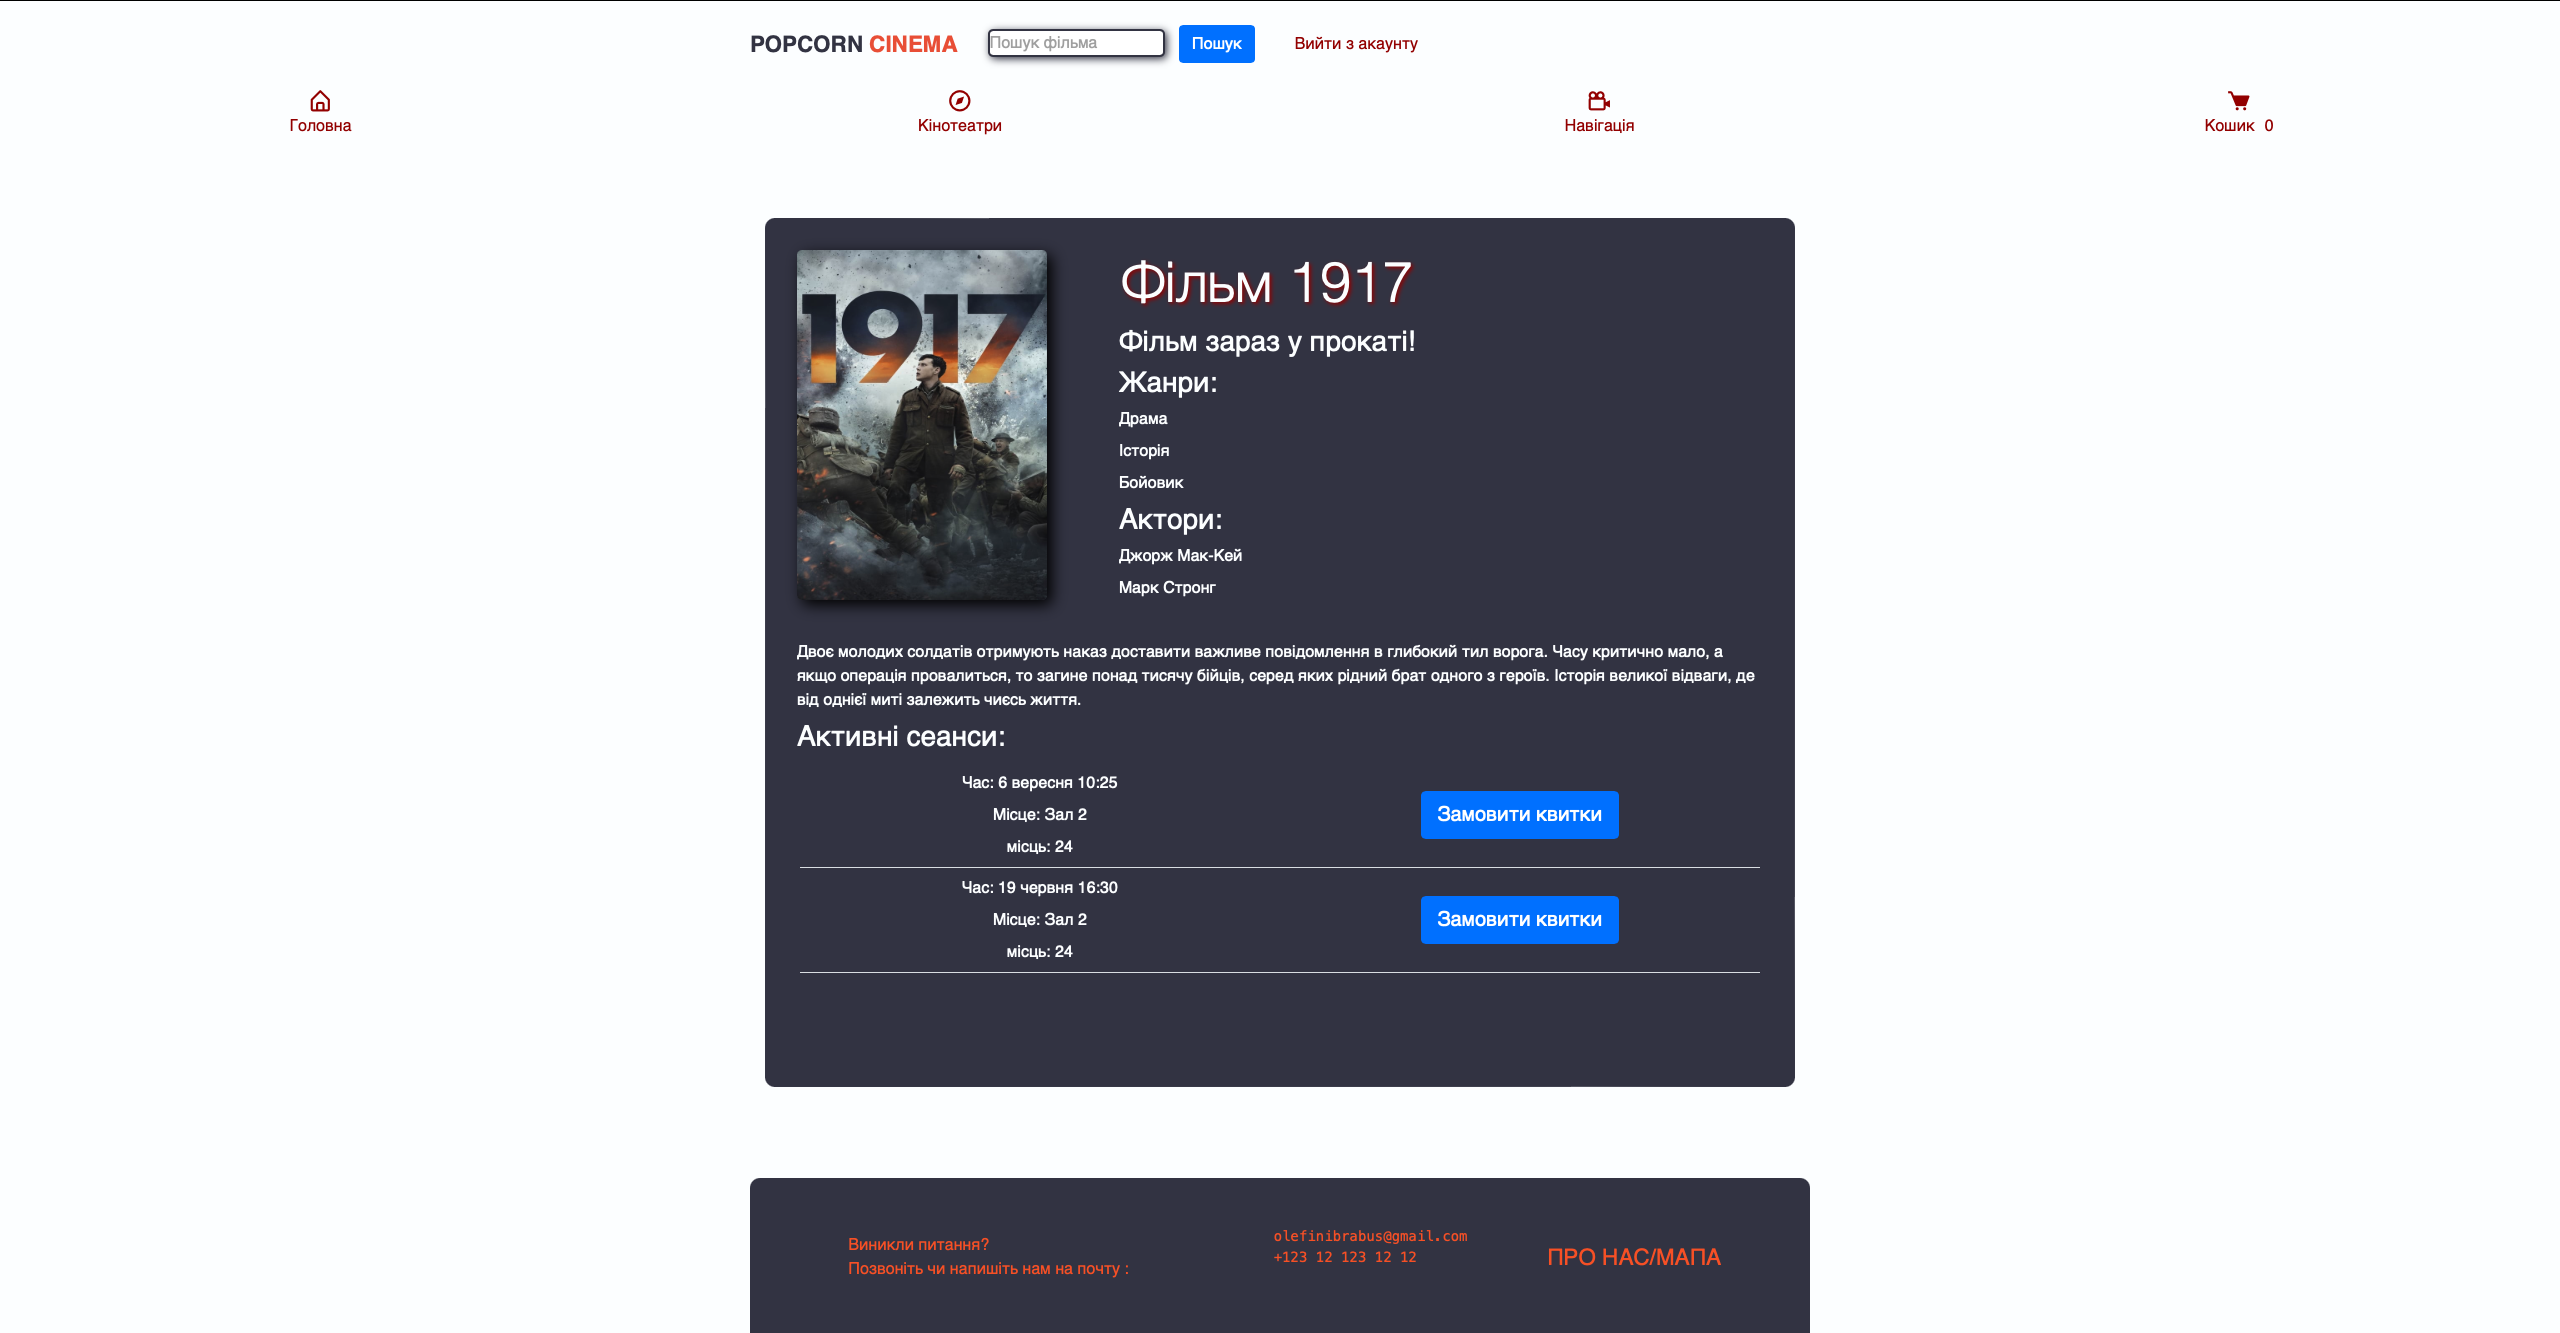 POPCORN CINEMA
Пошук фільма
Пошук
Вийти з акаунту
Головна
Кінотеатри
Навігація
Кошик 0
1917
Фільм 1917
Фільм зараз у прокаті!
Жанри:
Драма
Історія
Бойовик
Актори:
Джорж Мак-Кей
Марк Стронг
Двоє молодих солдатів отримують наказ доставити важливе повідомлення в глибокий тил ворога. Часу критично мало, а
якщо операція провалиться, то загине понад тисячу бійців, серед яких рідний брат одного з героїв. Історія великої відваги, де
від однієї миті залежить чиєсь життя.
Активні сеанси:
Час: 6 вересня 10:25
Місце: Зал 2
місць: 24
Замовити квитки
Час: 19 червня 16:30
Місце: Зал 2
місць: 24
Замовити квитки
Виникли питання?
Позвоніть чи напишіть нам на почту :
olefinibrabus@gmail.com
+123 12 123 12 12
ПРО НАС/МАПА